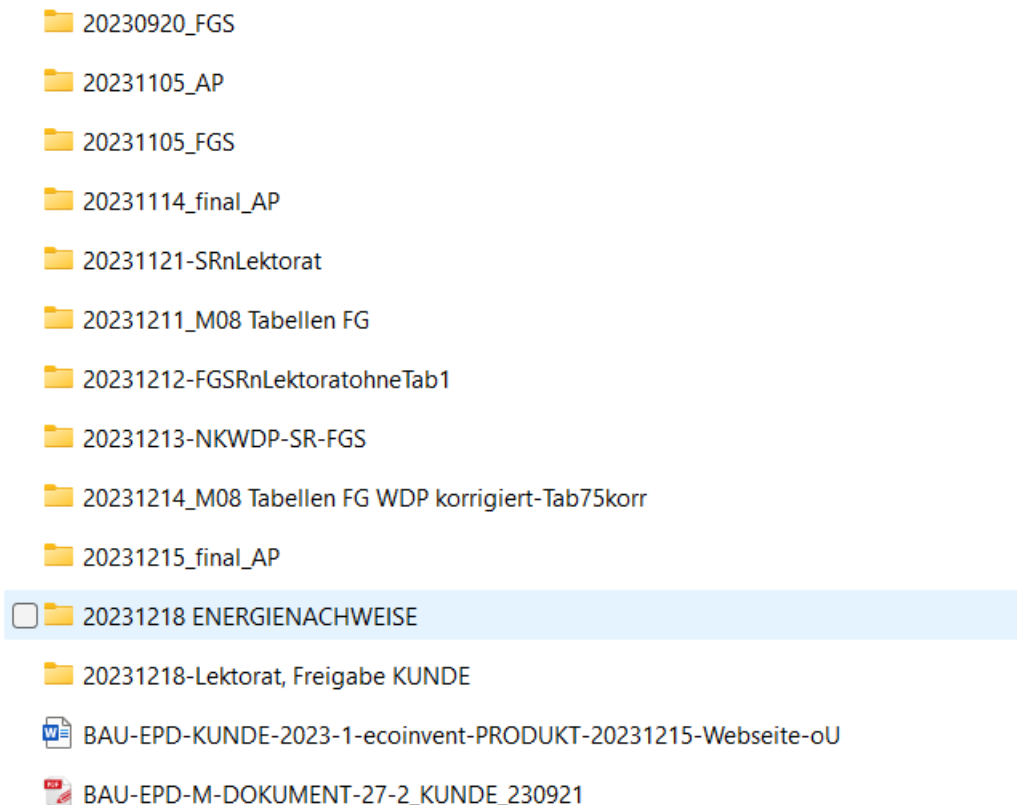 20230920_FGS
20231105_AP
20231105_FGS
20231114_final_AP
20231121-SRnLektorat
20231211_M08 Tabellen FG
20231212-FGSRnLektoratohneTab1
20231213-NKWDP-SR-FGS
20231214_M08 Tabellen FG WDP korrigiert-Tab75korr
20231215_final_AP
20231218 ENERGIENACHWEISE
20231218-Lektorat, Freigabe KUNDE
BAU-EPD-KUNDE-2023-1-ecoinvent-PRODUKT-20231215-Webseite-oU
BAU-EPD-M-DOKUMENT-27-2_KUNDE_230921